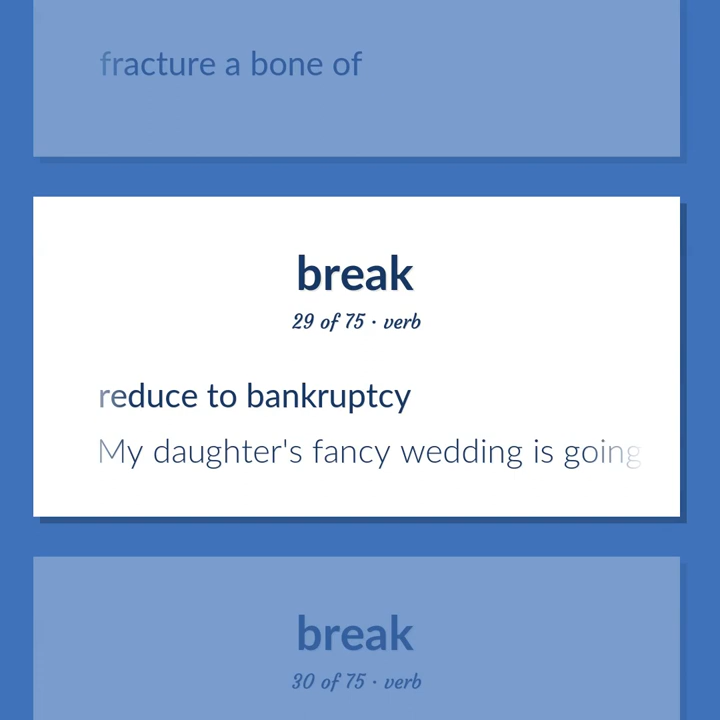 fracture a bone of
break
29 of 75 · verb
reduce to bankruptcy
My daughter's fancy wedding is going
break
30 of 75 · verb